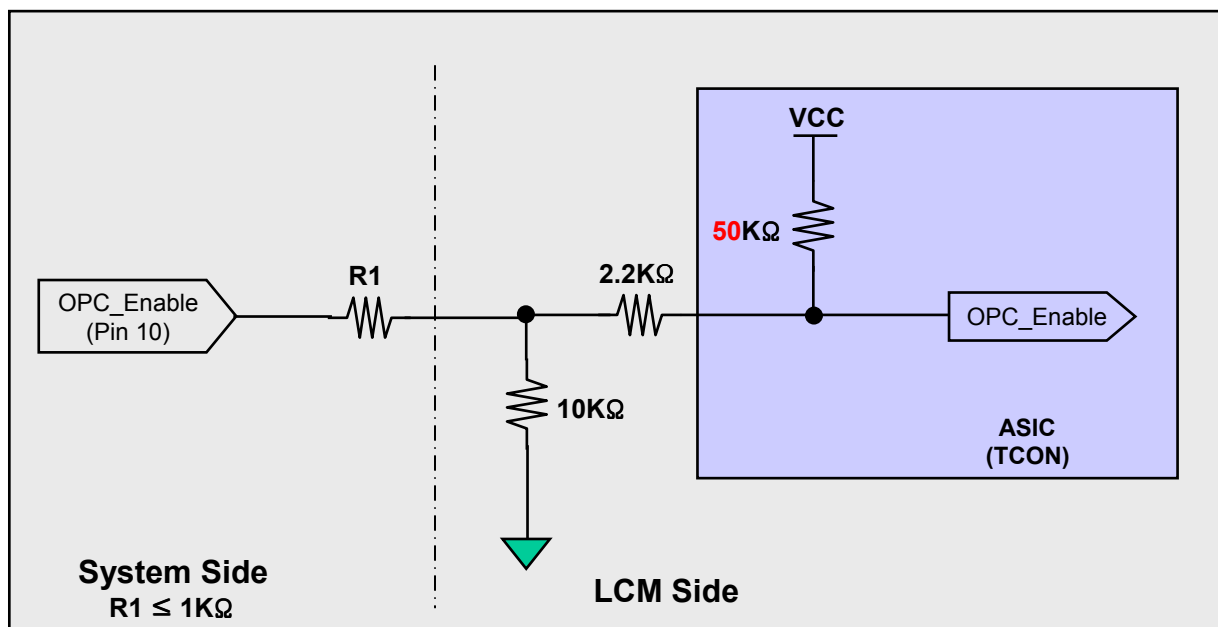 VCC
50KΩ
R1
2.2KΩ
OPC_Enable
(Pin 10)
OPC_Enable
10KΩ
ASIC
(TCON)
System Side
R1 ≤ 1KΩ
LCM Side